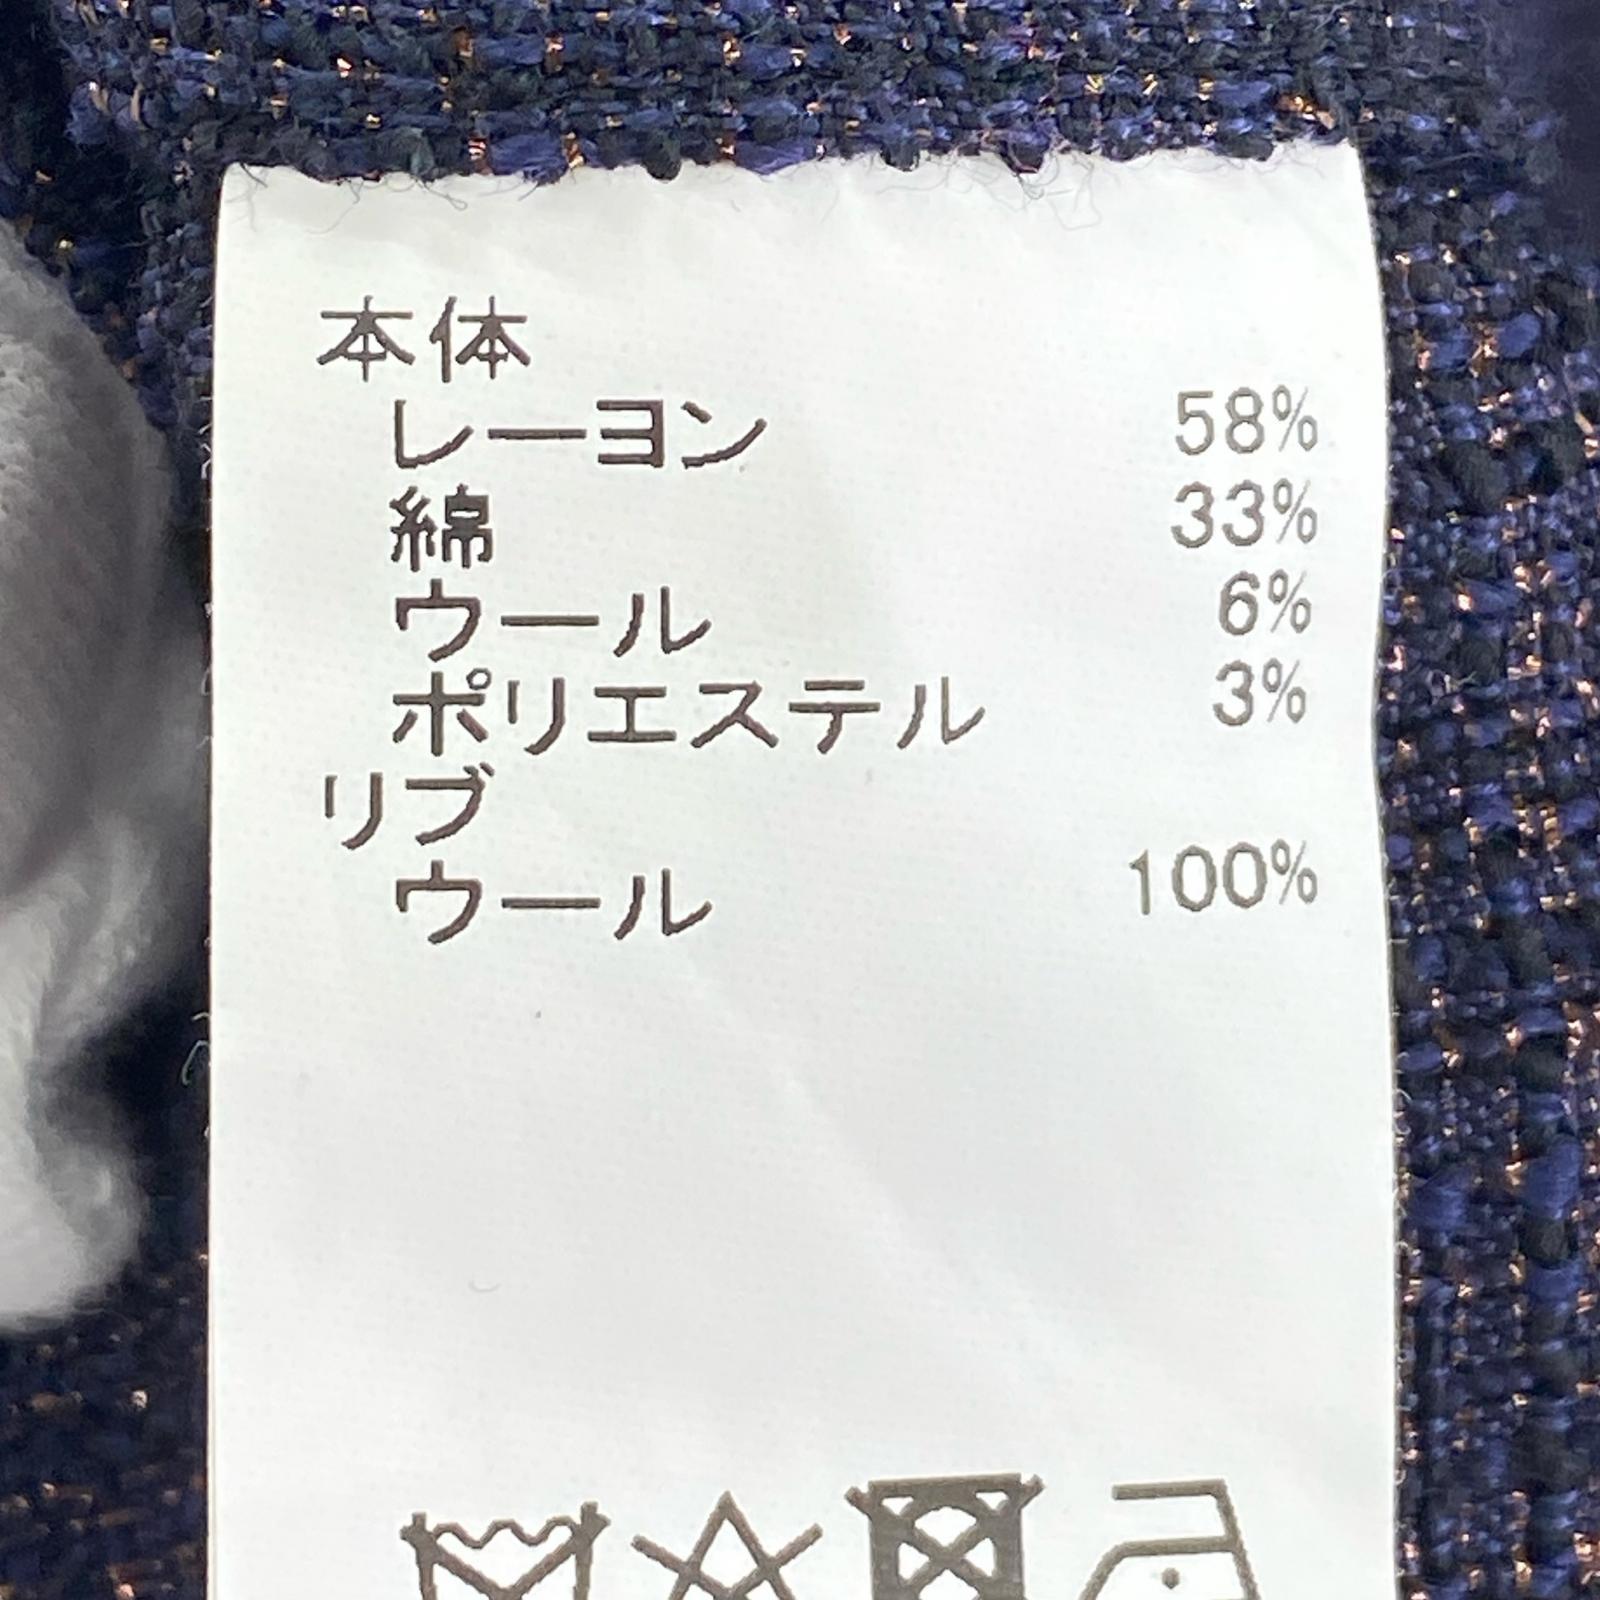 本体
レーヨン 58%
綿 33%
ウール 6%
ポリエステル 3%
リブ
ウール 100%